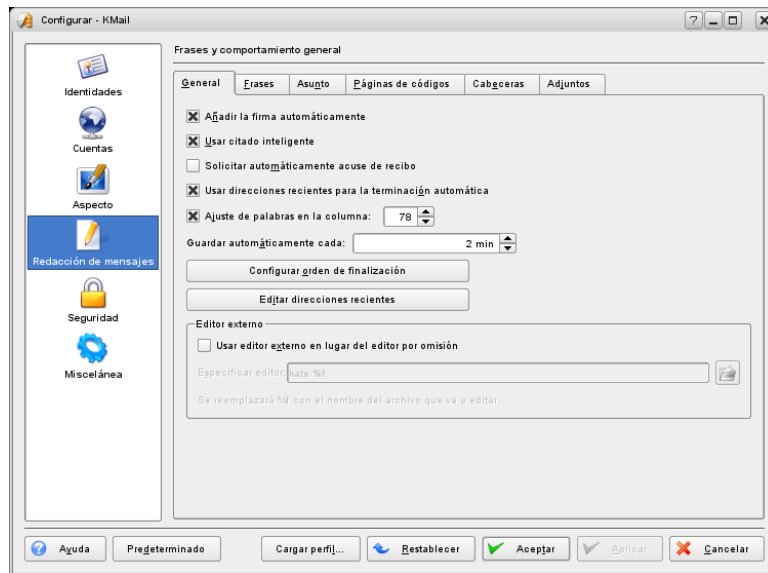 Configurar - KMail
Identidades
Cuentas
Aspecto
Redacción de mensajes
Seguridad
Miscelánea
Frases y comportamiento general
General Frases Asunto Páginas de códigos Cabeceras Adjuntos
Añadir la firma automáticamente
Usar citado inteligente
Solicitar automáticamente acuse de recibo
Usar direcciones recientes para la terminación automática
Ajuste de palabras en la columna: 78
Guardar automáticamente cada: 2 min
Configurar orden de finalización
Editar direcciones recientes
Editor externo
Usar editor externo en lugar del editor por omisión
Especificar editor: kate %f
Se reemplazará %f con el nombre del archivo que va a editar.
Ayuda Predeterminado Cargar perfil... Restablecer Aceptar Aplicar Cancelar